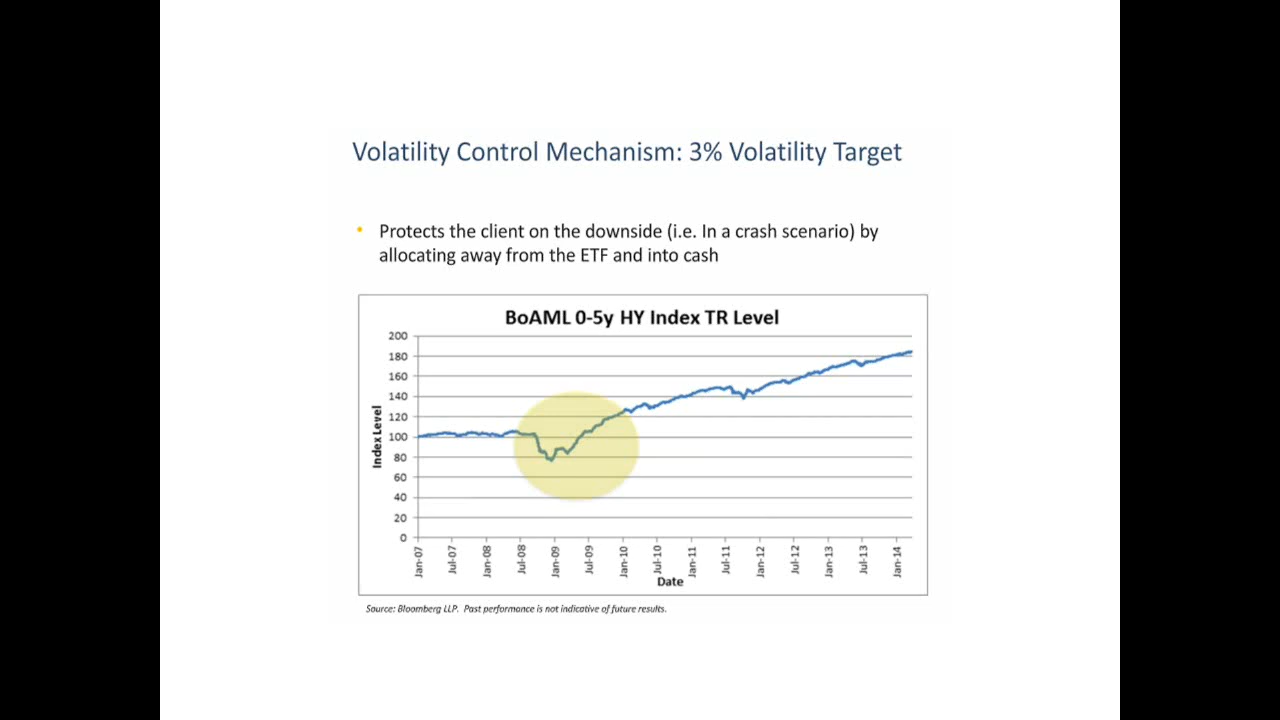 Volatility Control Mechanism: 3% Volatility Target
• Protects the client on the downside (i.e. In a crash scenario) by
allocating away from the ETF and into cash
BoAML 0-5y HY Index TR Level
Index Level
200
180
160
140
120
100
80
60
40
20
0
Jan-07
Jul-07
Jan-08
Jul-08
Jan-09
Jul-09
Jan-10
Jul-10
Jan-11
Jul-11
Jan-12
Jul-12
Jan-13
Jul-13
Jan-14
Date
Source: Bloomberg LLP. Past performance is not indicative of future results.